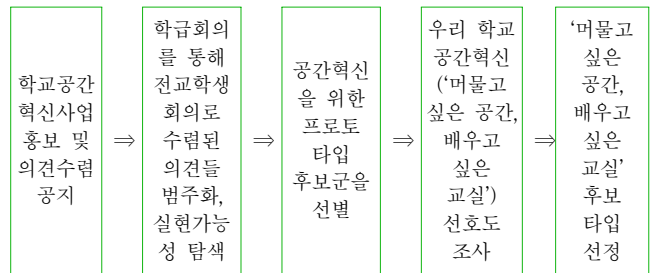 학교공간
혁신사업
홍보 및
의견수렴
공지
⇒
학급회의
를 통해
전교학생
회의로
수렴된
의견들
범주화,
실현가능
성 탐색
⇒
공간혁신
을 위한
프로토
타입
후보군을
선별
⇒
우리 학교
공간혁신
(‘머물고
싶은 공간,
배우고
싶은
교실’)
선호도
조사
⇒
‘머물고
싶은
공간,
배우고
싶은
교실’
후보
타입
선정